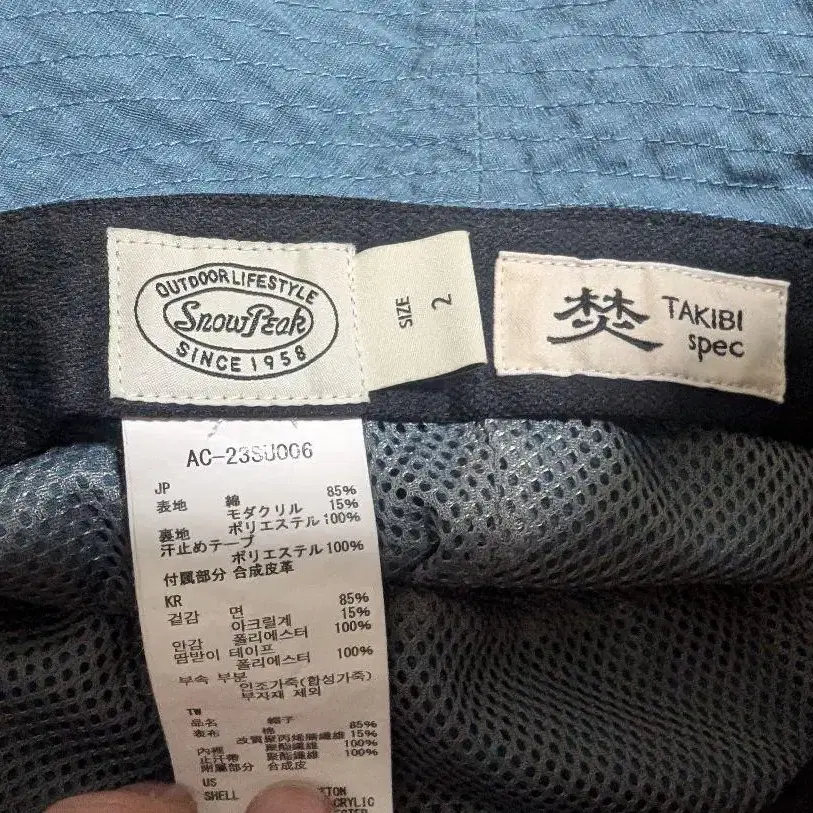 OUTDOOR LIFESTYLE
Snow Peak
SINCE 1958
SIZE 2
焚 TAKIBI
spec
AC-23SU006
JP
表地 綿 85%
モダクリル 15%
裏地 ポリエステル 100%
汗止めテープ
ポリエステル 100%
付属部分 合成皮革
KR
겉감 면 85%
아크릴계 15%
안감 폴리에스터 100%
땀받이 테이프
폴리에스터 100%
부속 부분
인조가죽(합성가죽)
부자재 제외
TW
品名 帽子
表布 棉 85%
改質聚丙烯腈纖維 15%
內裡 聚酯纖維 100%
止汗帶 聚酯纖維 100%
附屬部分 合成皮
US
SHELL